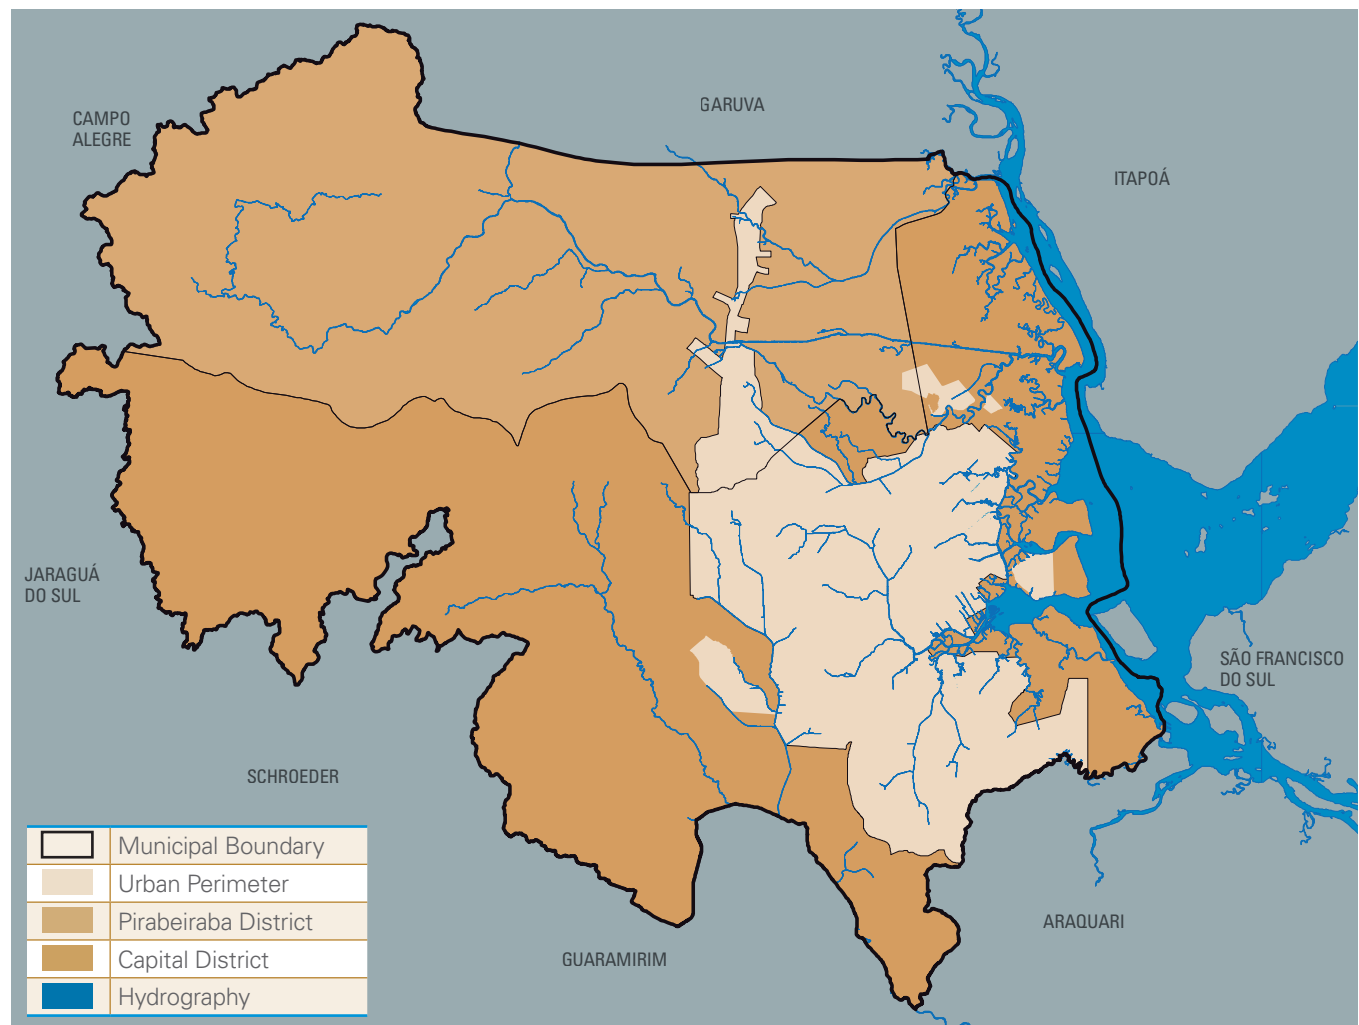 GARUVA
CAMPO
ALEGRE
ITAPOÁ
JARAGUÁ
DO SUL
SÃO FRANCISCO
DO SUL
SCHROEDER
ARAQUARI
GUARAMIRIM
Municipal Boundary
Urban Perimeter
Pirabeiraba District
Capital District
Hydrography